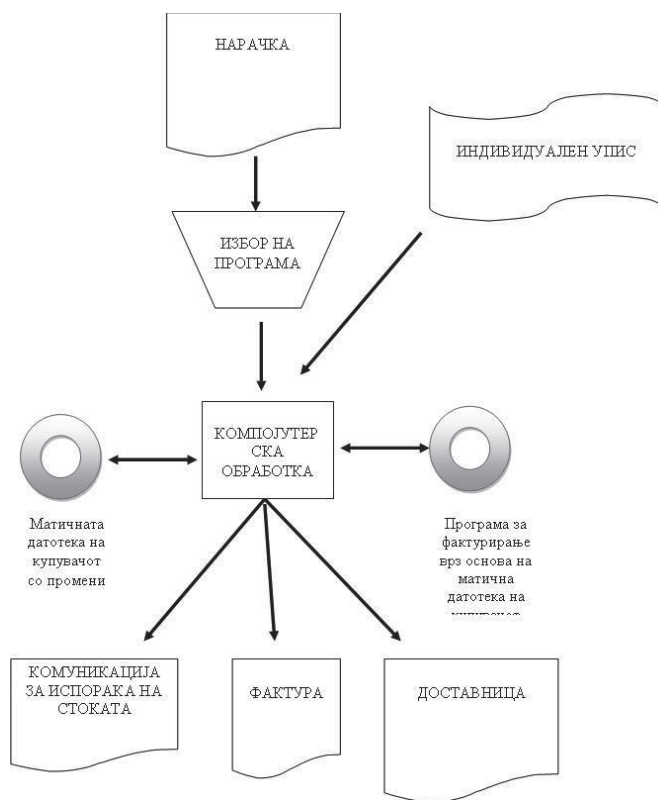 НАРАЧКА
ИНДИВИДУАЛЕН УПИС
ИЗБОР НА
ПРОГРАМА
КОМПОЈУТЕР
СКА
ОБРАБОТКА
Матичната
датотека на
купувачот
со промени
Програма за
фактурирање
врз основа на
матична
датотека на
КОМУНИКАЦИЈА
ЗА ИСПОРАКА НА
СТОКАТА
ФАКТУРА
ДОСТАВНИЦА